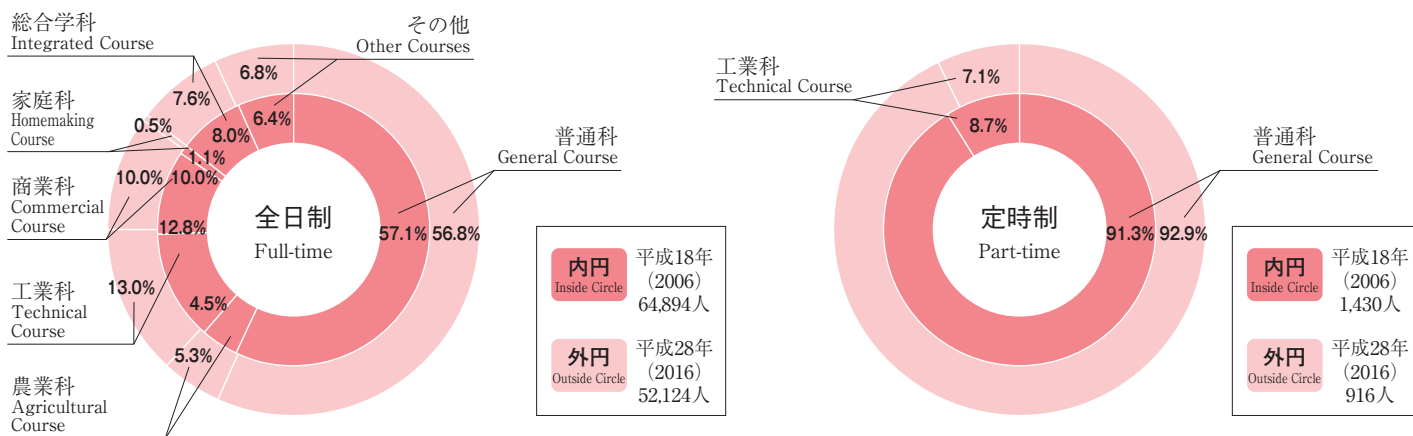 総合学科
Integrated Course
その他
Other Courses
6.8%
7.6%
6.4%
家庭科
Homemaking
Course
0.5%
8.0%
1.1%
普通科
General Course
商業科
Commercial
Course
10.0%
10.0%
全日制
Full-time
12.8%
57.1%
56.8%
工業科
Technical
Course
13.0%
4.5%
5.3%
農業科
Agricultural
Course
内円
Inside Circle
平成18年
(2006)
64,894人
外円
Outside Circle
平成28年
(2016)
52,124人
工業科
Technical Course
7.1%
8.7%
普通科
General Course
定時制
Part-time
91.3%
92.9%
内円
Inside Circle
平成18年
(2006)
1,430人
外円
Outside Circle
平成28年
(2016)
916人